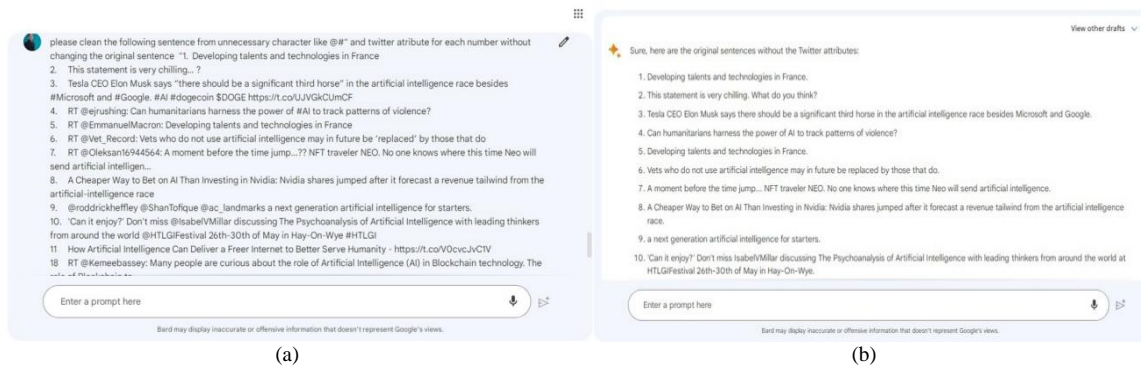 please clean the following sentence from unnecessary character like @#" and twitter atribute for each number without
changing the original sentence "1. Developing talents and technologies in France
2. This statement is very chilling... ?
3. Tesla CEO Elon Musk says "there should be a significant third horse" in the artificial intelligence race besides
#Microsoft and #Google. #AI #dogecoin $DOGE https://t.co/UJVGkCUmCF
4. RT @ejrushing: Can humanitarians harness the power of #AI to track patterns of violence?
5. RT @EmmanuelMacron: Developing talents and technologies in France
6. RT @Vet_Record: Vets who do not use artificial intelligence may in future be 'replaced' by those that do
7. RT @Oleksan16944564: A moment before the time jump...?? NFT traveler NEO. No one knows where this time Neo will
send artificial intelligen...
8. A Cheaper Way to Bet on AI Than Investing in Nvidia: Nvidia shares jumped after it forecast a revenue tailwind from the
artificial-intelligence race
9. @roddrickheffley @ShanTofique @ac_landmarks a next generation artificial intelligence for starters.
10. 'Can it enjoy?' Don't miss @IsabelVMillar discussing The Psychoanalysis of Artificial Intelligence with leading thinkers
from around the world @HTLGIFestival 26th-30th of May in Hay-On-Wye #HTLGI
11 How Artificial Intelligence Can Deliver a Freer Internet to Better Serve Humanity - https://t.co/V0cvcJvC1V
18 RT @Kemeebassey: Many people are curious about the role of Artificial Intelligence (AI) in Blockchain technology. The
role of Blockchain to
Enter a prompt here
Bard may display inaccurate or offensive information that doesn't represent Google's views.
(a)
View other drafts
Sure, here are the original sentences without the Twitter attributes:
1. Developing talents and technologies in France.
2. This statement is very chilling. What do you think?
3. Tesla CEO Elon Musk says there should be a significant third horse in the artificial intelligence race besides Microsoft and Google.
4. Can humanitarians harness the power of AI to track patterns of violence?
5. Developing talents and technologies in France.
6. Vets who do not use artificial intelligence may in future be replaced by those that do.
7. A moment before the time jump... NFT traveler NEO. No one knows where this time Neo will send artificial intelligence.
8. A Cheaper Way to Bet on AI Than Investing in Nvidia: Nvidia shares jumped after it forecast a revenue tailwind from the artificial intelligence
race.
9. a next generation artificial intelligence for starters.
10. 'Can it enjoy?' Don't miss IsabelVMillar discussing The Psychoanalysis of Artificial Intelligence with leading thinkers from around the world at
HTLGIFestival 26th-30th of May in Hay-On-Wye.
Enter a prompt here
Bard may display inaccurate or offensive information that doesn't represent Google's views.
(b)